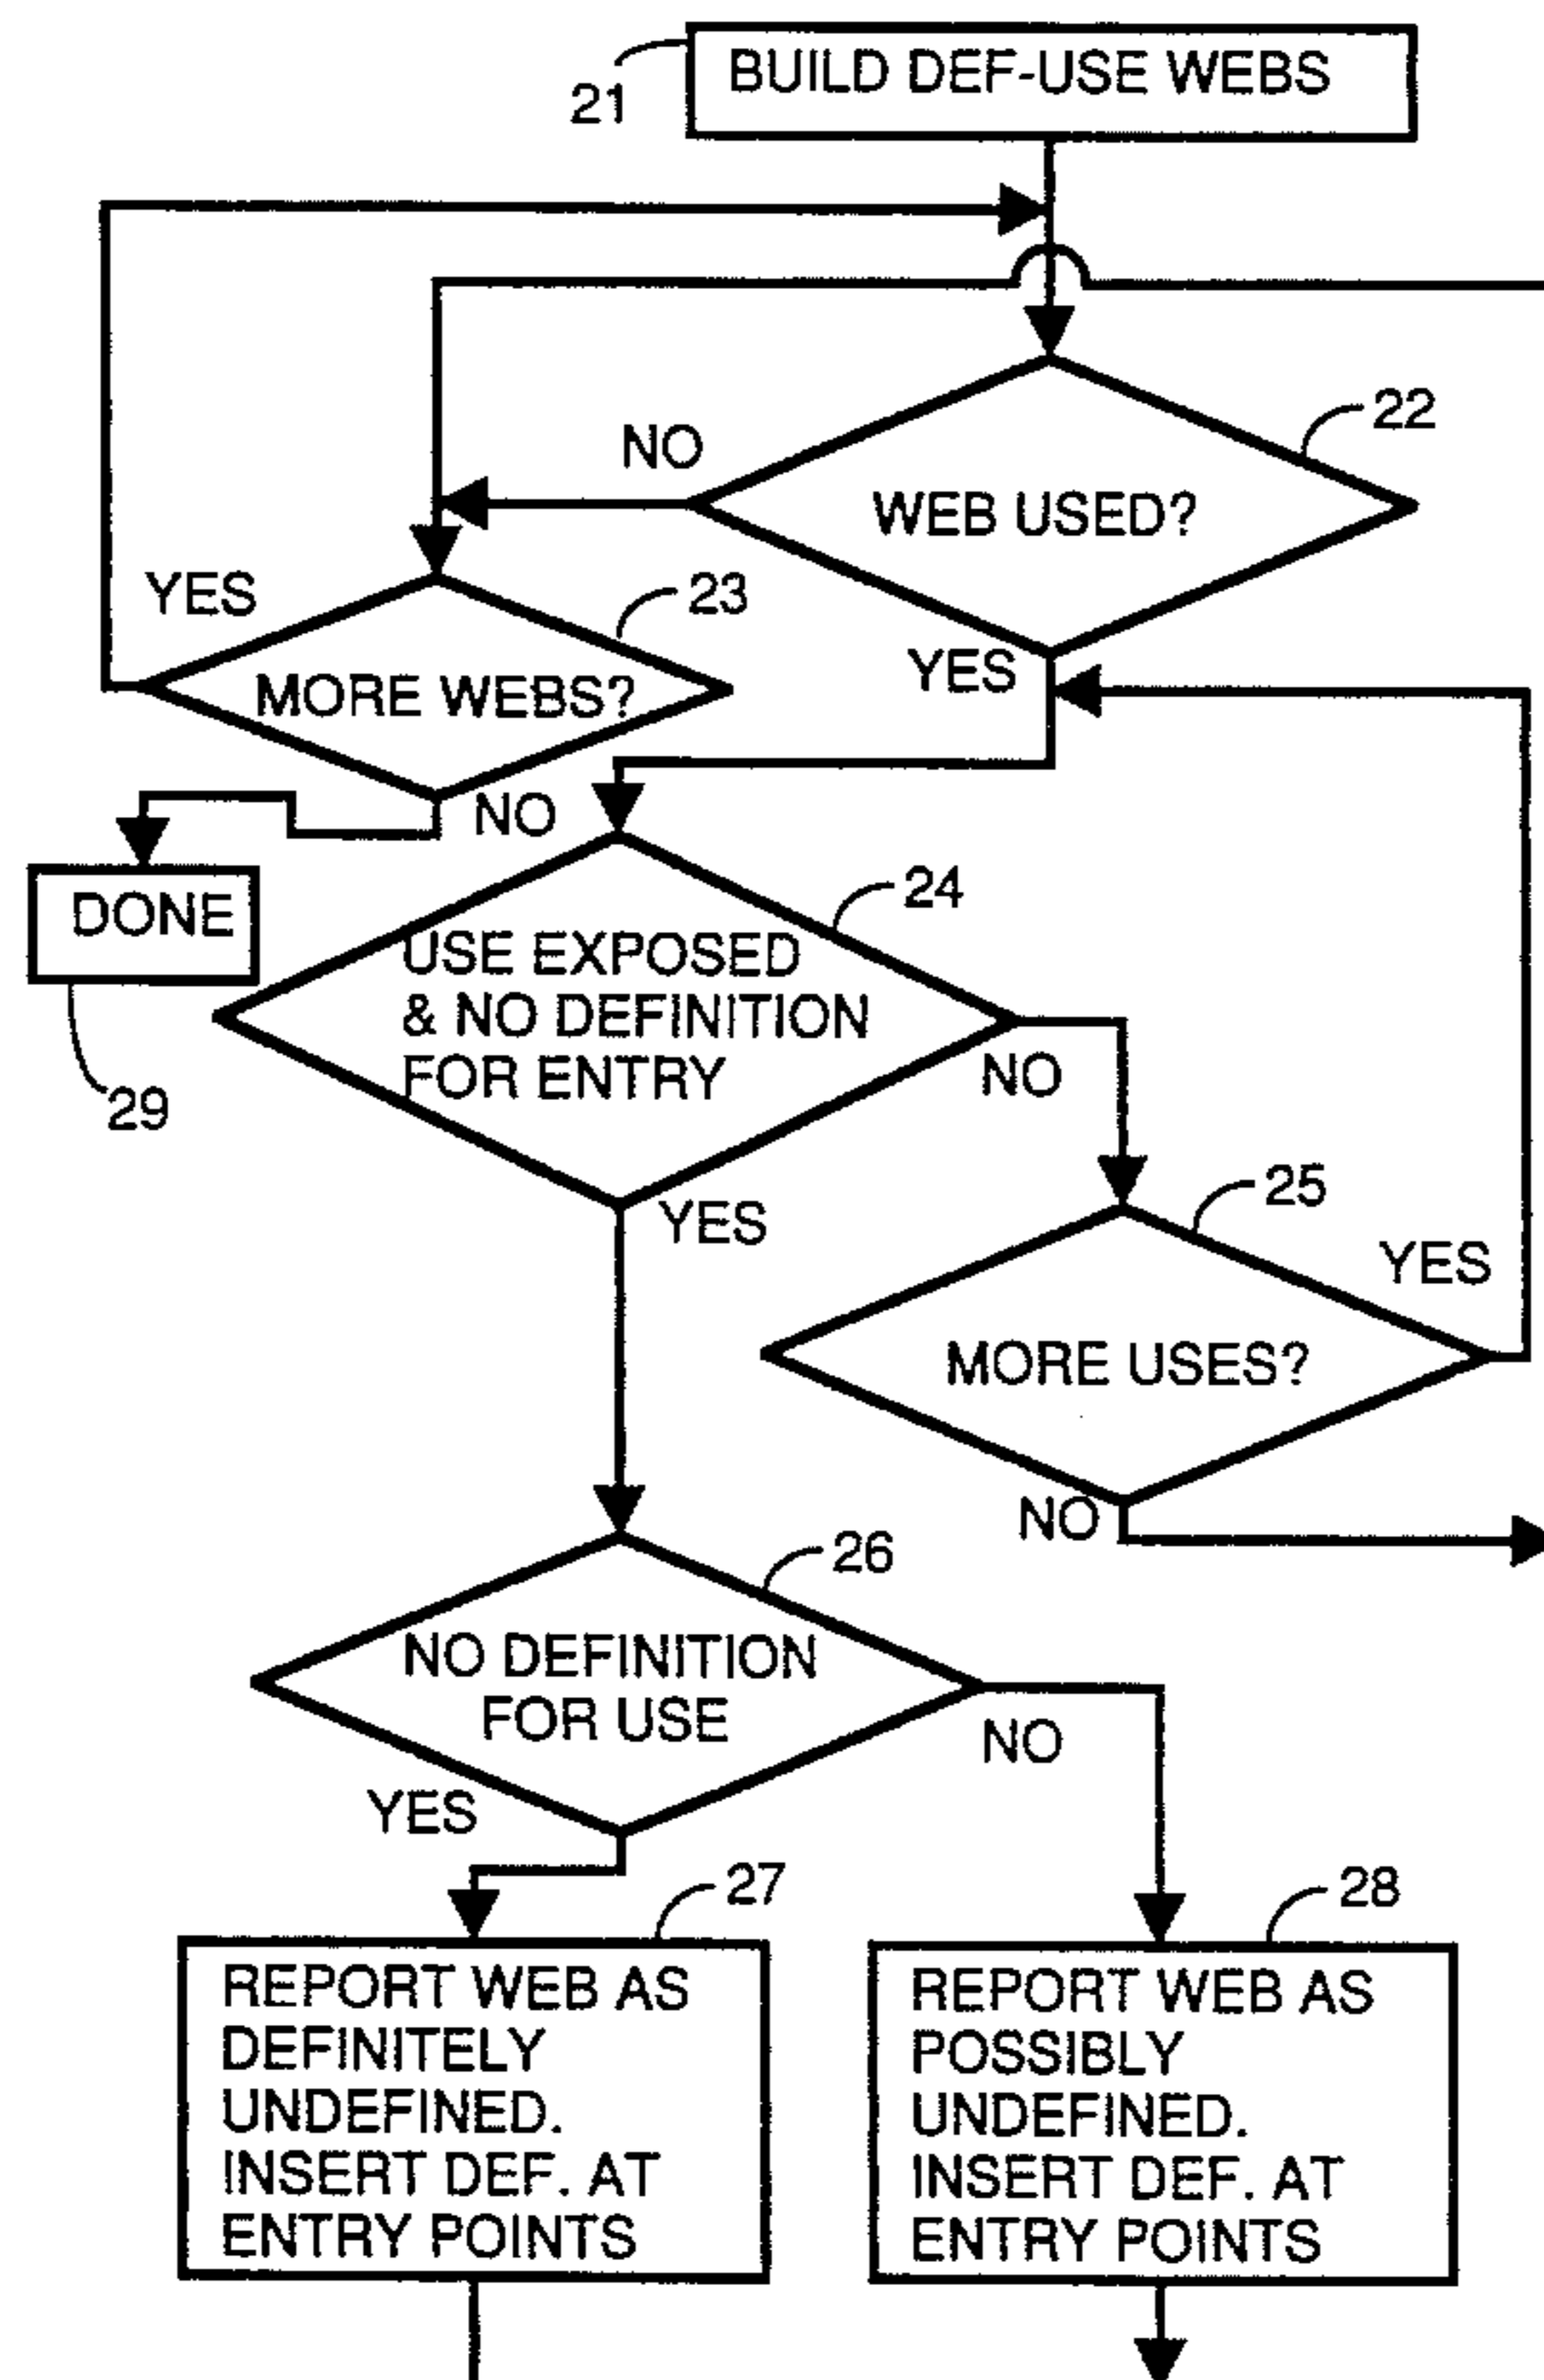 BUILD DEF-USE WEBS
21
22
NO
WEB USED?
YES
23
MORE WEBS?
YES
NO
DONE
29
24
USE EXPOSED
& NO DEFINITION
FOR ENTRY
NO
YES
25
YES
MORE USES?
NO
26
NO DEFINITION
FOR USE
NO
YES
27
REPORT WEB AS
DEFINITELY
UNDEFINED.
INSERT DEF. AT
ENTRY POINTS
28
REPORT WEB AS
POSSIBLY
UNDEFINED.
INSERT DEF. AT
ENTRY POINTS